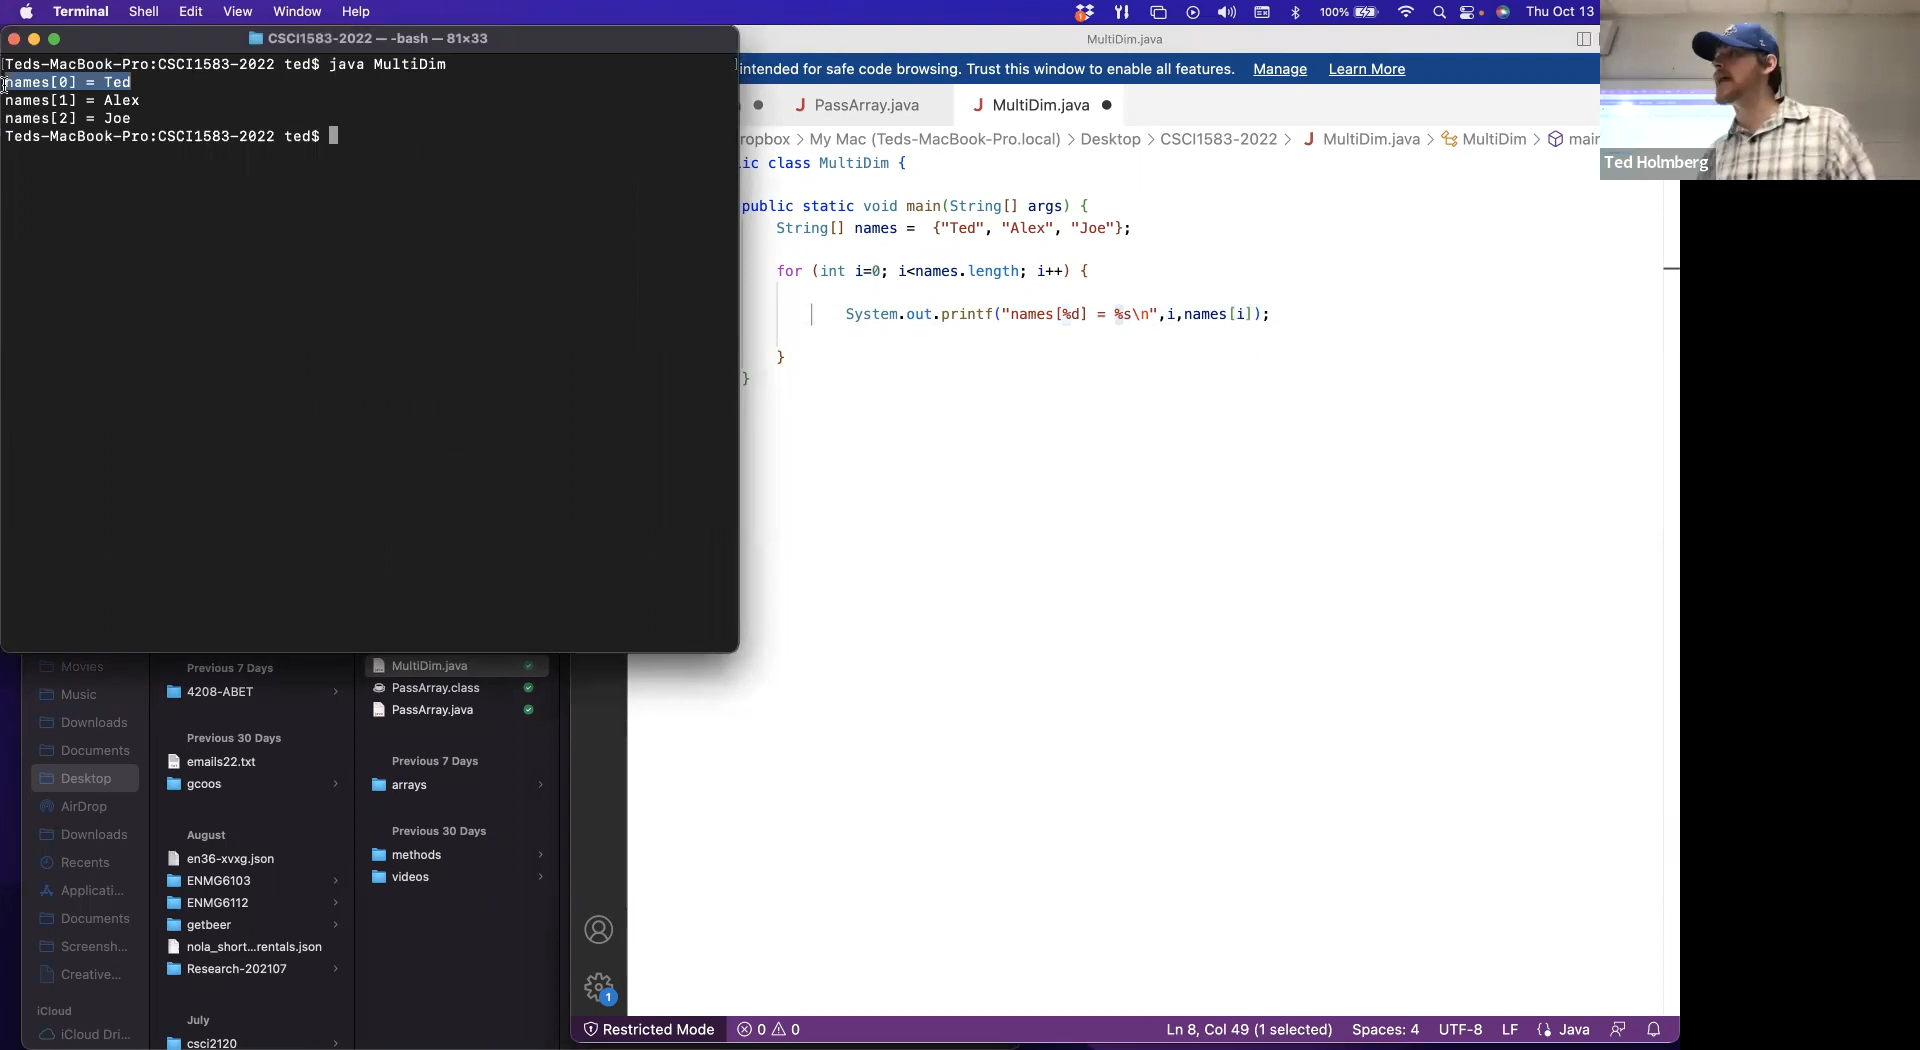 Terminal Shell Edit View Window Help 100% Thu Oct 13
CSCI1583-2022 — -bash — 81×33
Teds-MacBook-Pro:CSCI1583-2022 ted$ java MultiDim
names[0] = Ted
names[1] = Alex
names[2] = Joe
Teds-MacBook-Pro:CSCI1583-2022 ted$
MultiDim.java
intended for safe code browsing. Trust this window to enable all features. Manage Learn More
PassArray.java MultiDim.java
ropbox > My Mac (Teds-MacBook-Pro.local) > Desktop > CSCI1583-2022 > MultiDim.java > MultiDim > main
lic class MultiDim {
public static void main(String[] args) {
String[] names = {"Ted", "Alex", "Joe"};
for (int i=0; i<names.length; i++) {
System.out.printf("names[%d] = %s\n",i,names[i]);
}
}
Ted Holmberg
Movies
Music
Downloads
Documents
Desktop
AirDrop
Downloads
Recents
Applicati...
Documents
Screensh...
Creative...
iCloud
iCloud Dri...
Previous 7 Days
4208-ABET
Previous 30 Days
emails22.txt
gcoos
August
en36-xvxg.json
ENMG6103
ENMG6112
getbeer
nola_short...rentals.json
Research-202107
July
csci2120
MultiDim.java
PassArray.class
PassArray.java
Previous 7 Days
arrays
Previous 30 Days
methods
videos
1
Restricted Mode 0 0 Ln 8, Col 49 (1 selected) Spaces: 4 UTF-8 LF Java